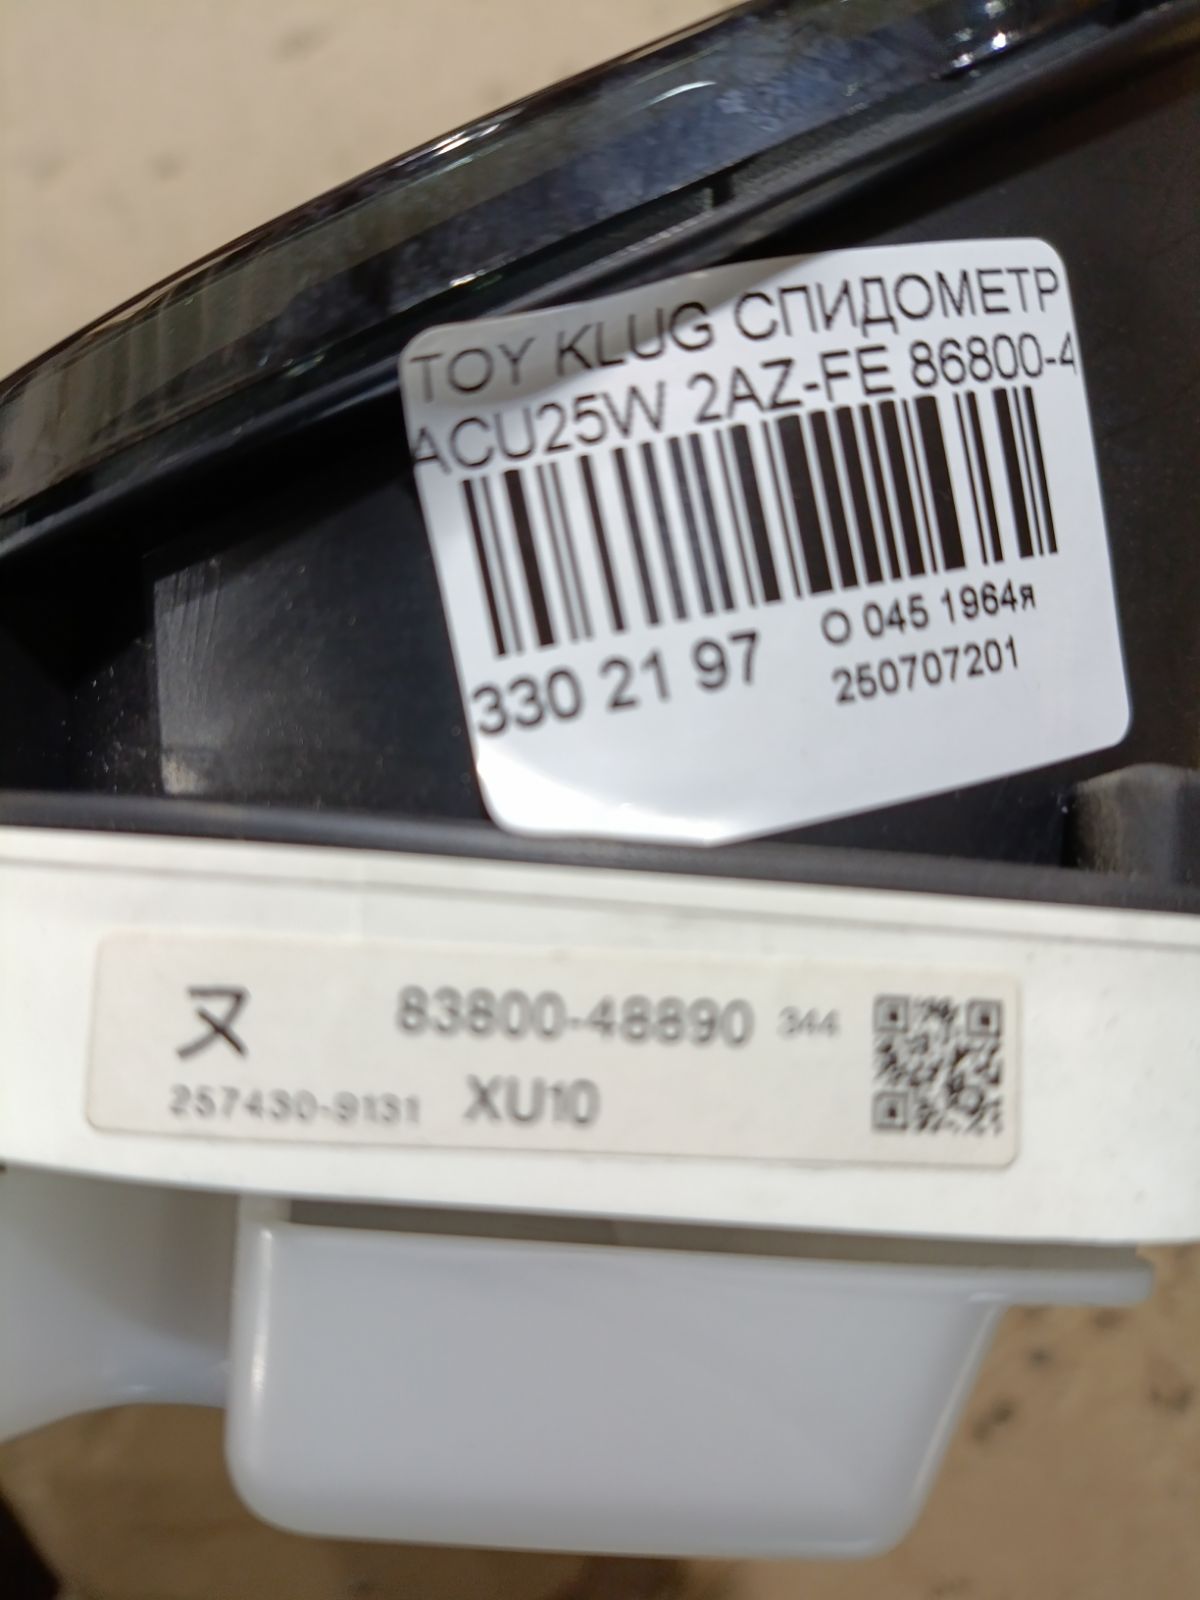 TOY KLUG СПИДОМЕТР
ACU25W 2AZ-FE 86800-4
330 21 97
О 045 1964я
250707201
ヌ
83800-48890 344
257430-9131 XU10